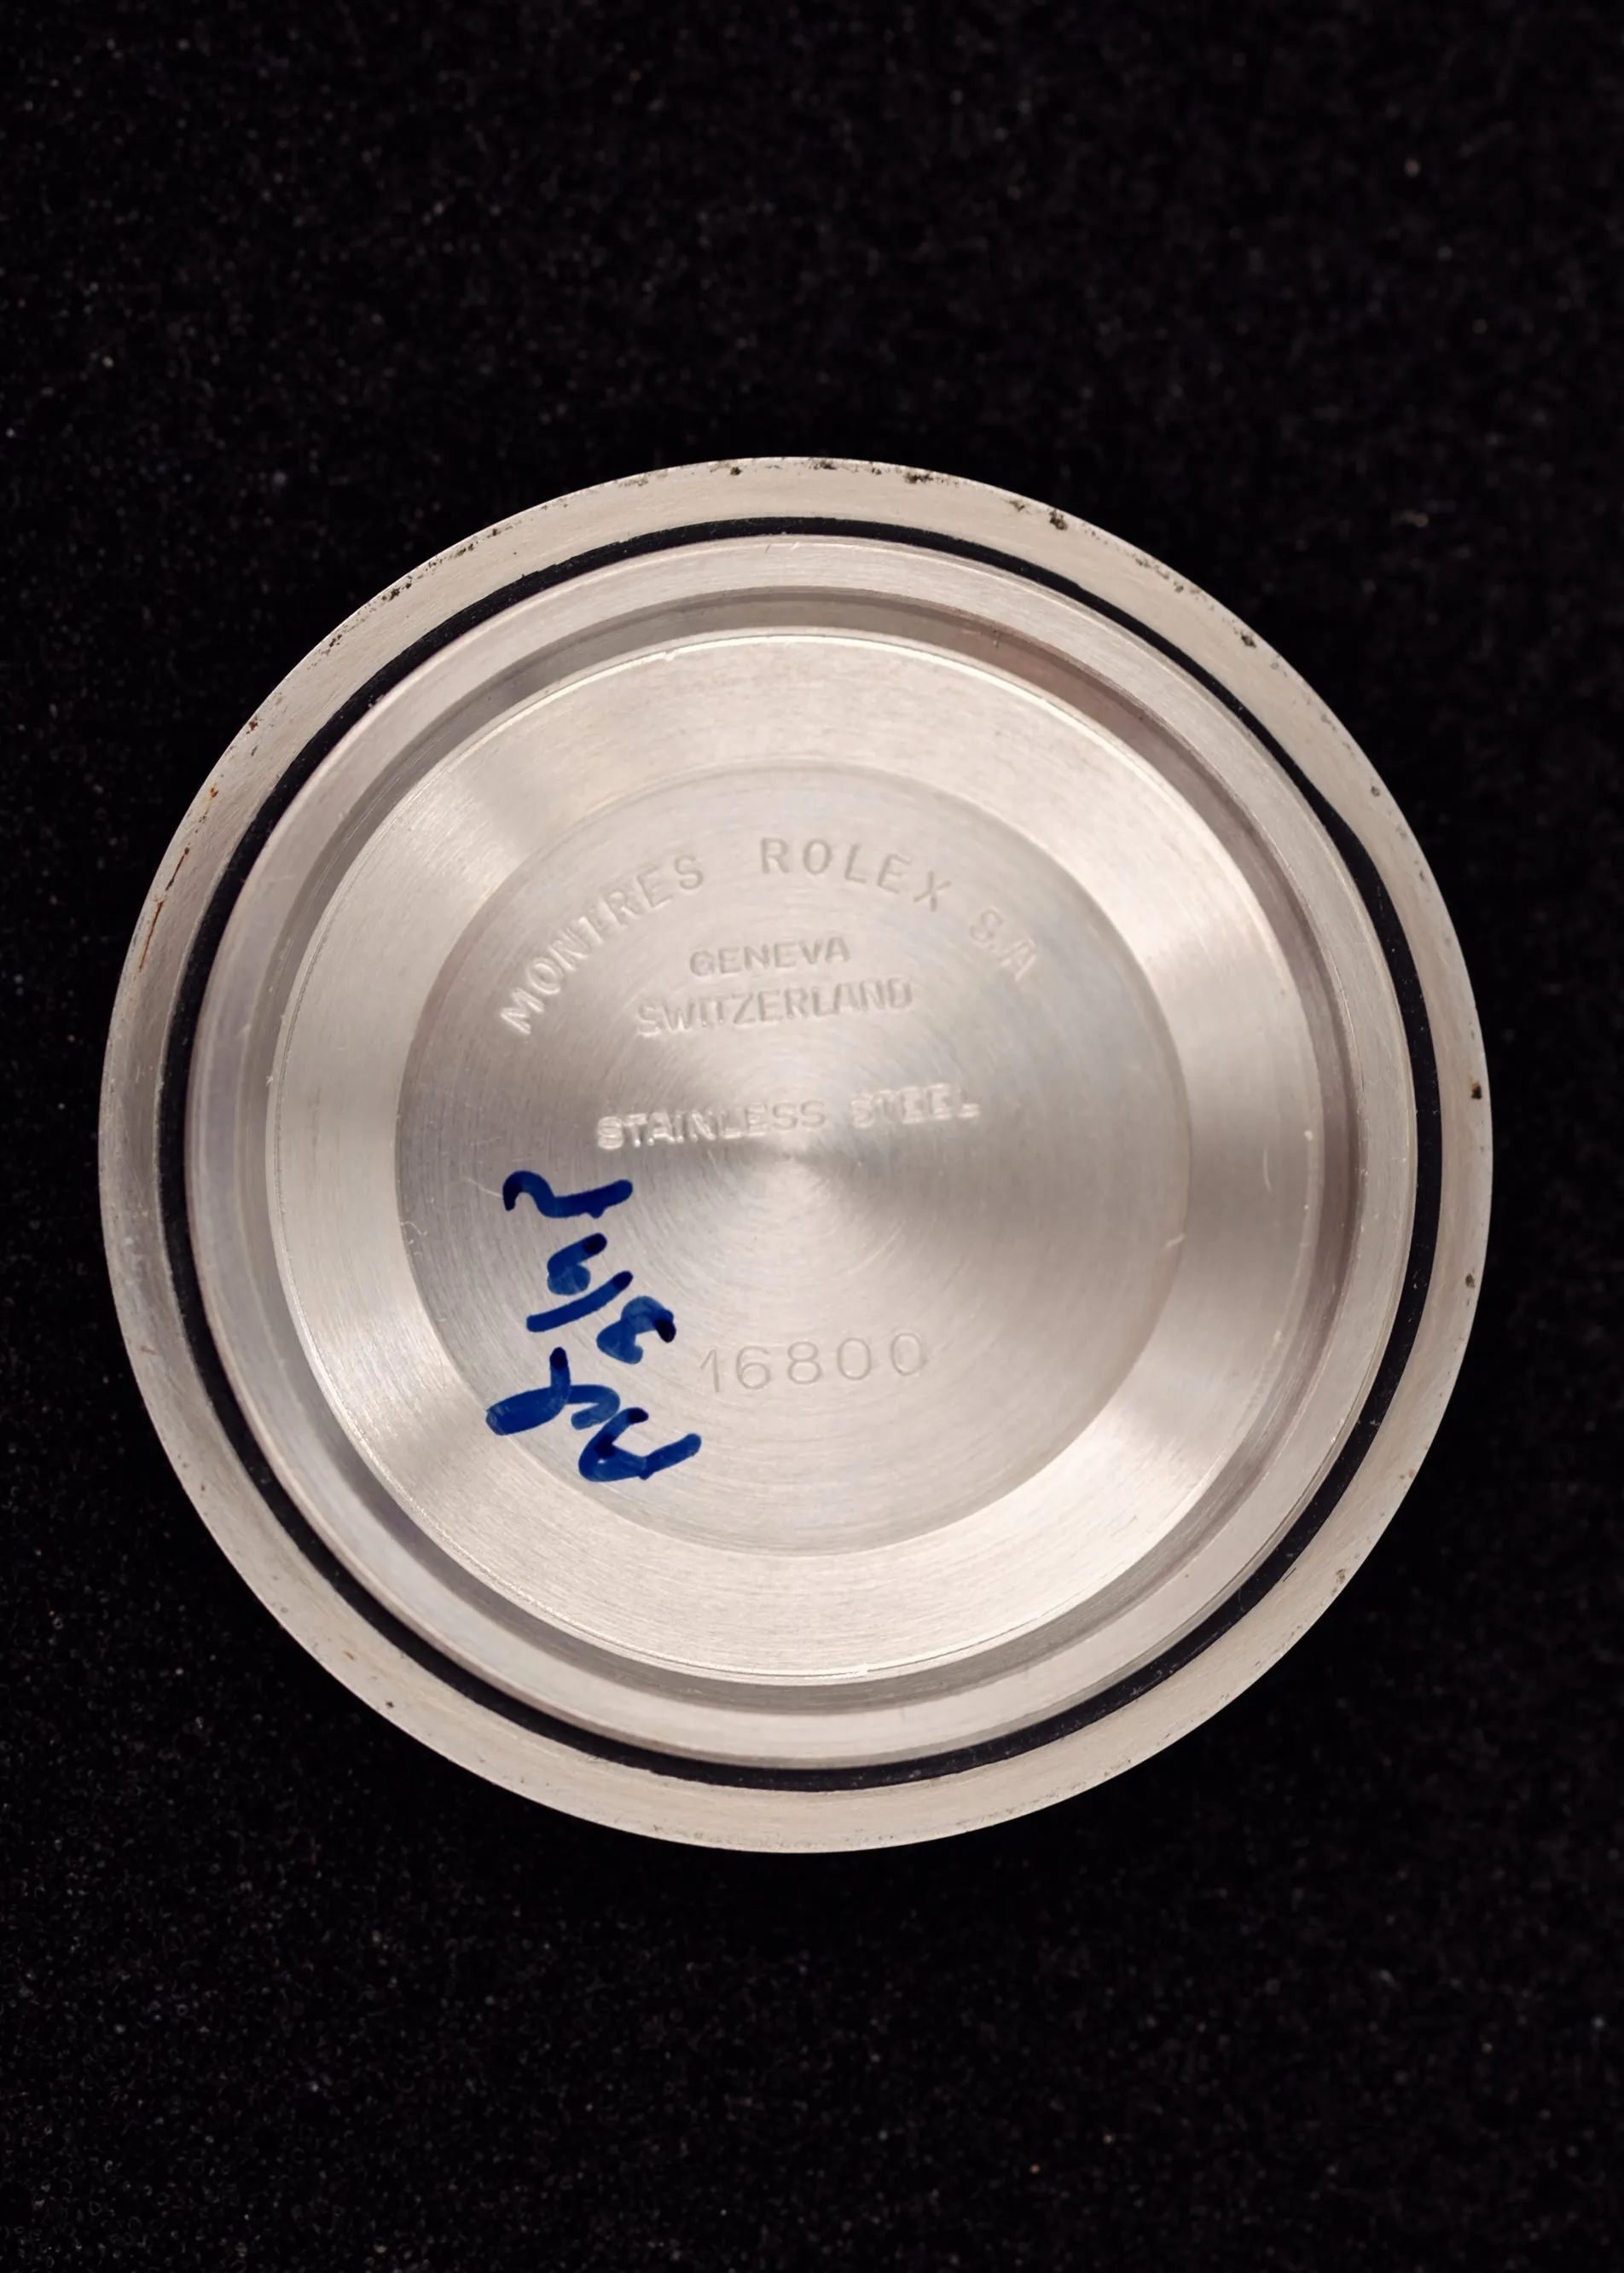 MONTRES ROLEX S/A
GENEVA
SWITZERLAND
STAINLESS STEEL
16800